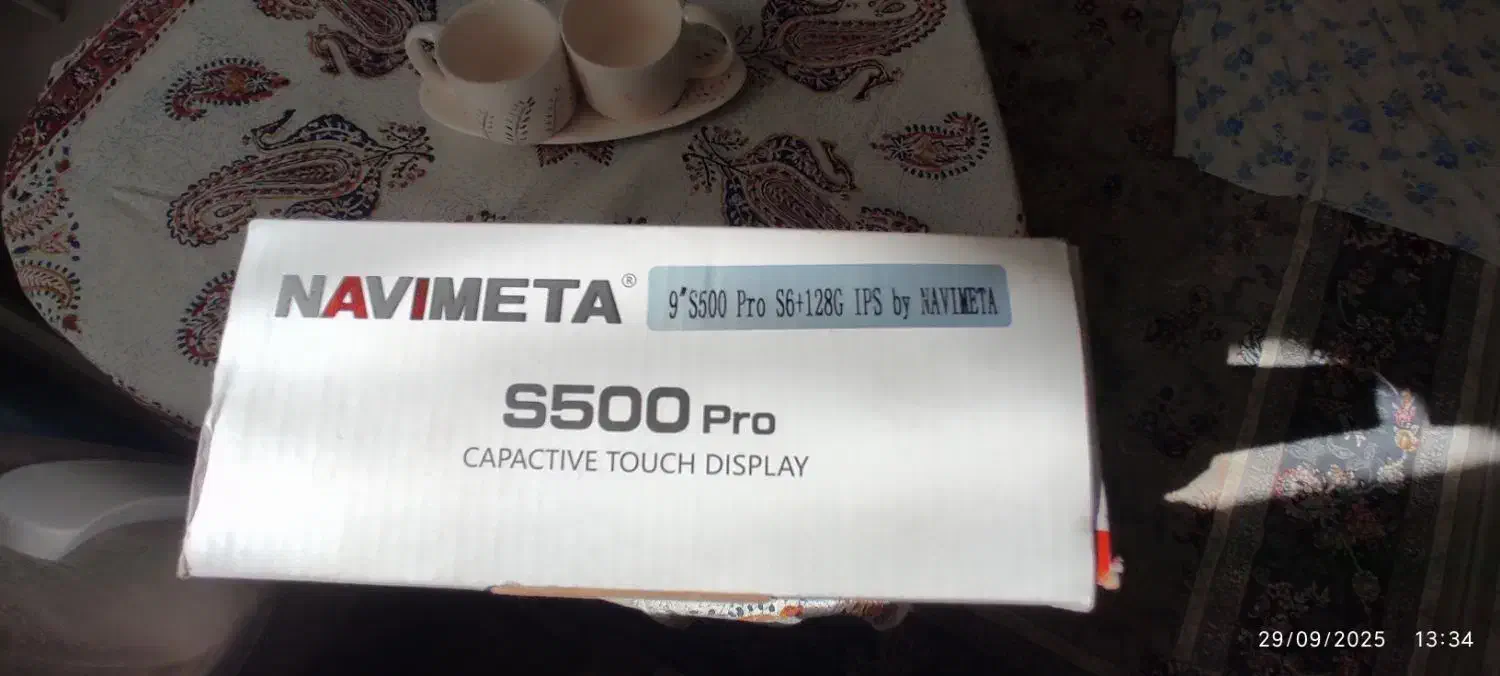 NAVIMETA® 9"S500 Pro S6+128G IPS by NAVIMETA
S500 Pro
CAPACTIVE TOUCH DISPLAY
29/09/2025 13:34